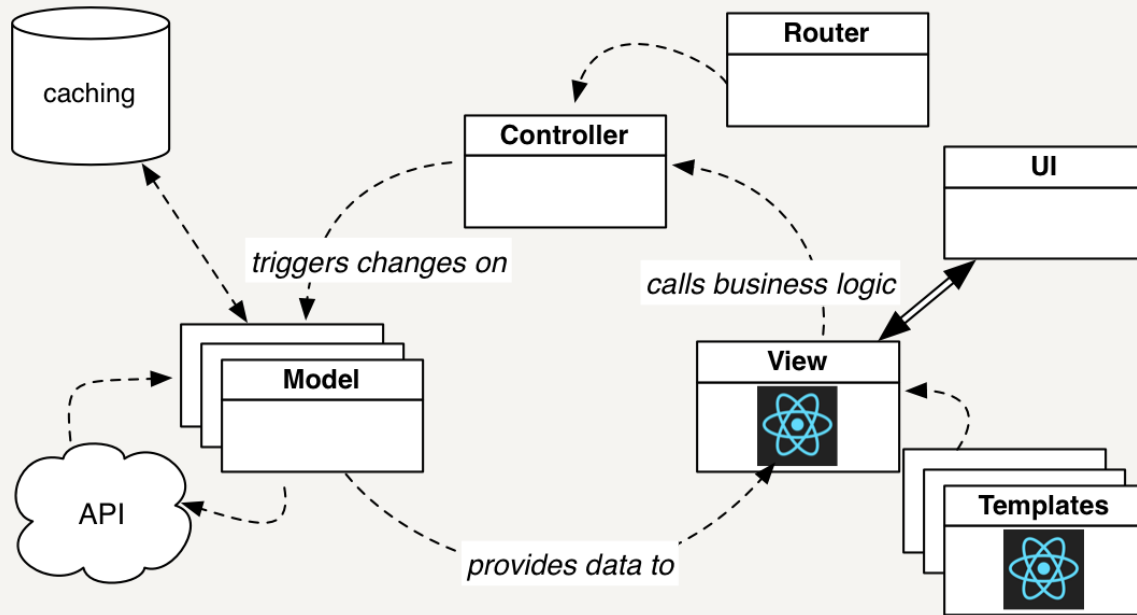 Router
caching
Controller
UI
triggers changes on
calls business logic
View
Model
Templates
API
provides data to